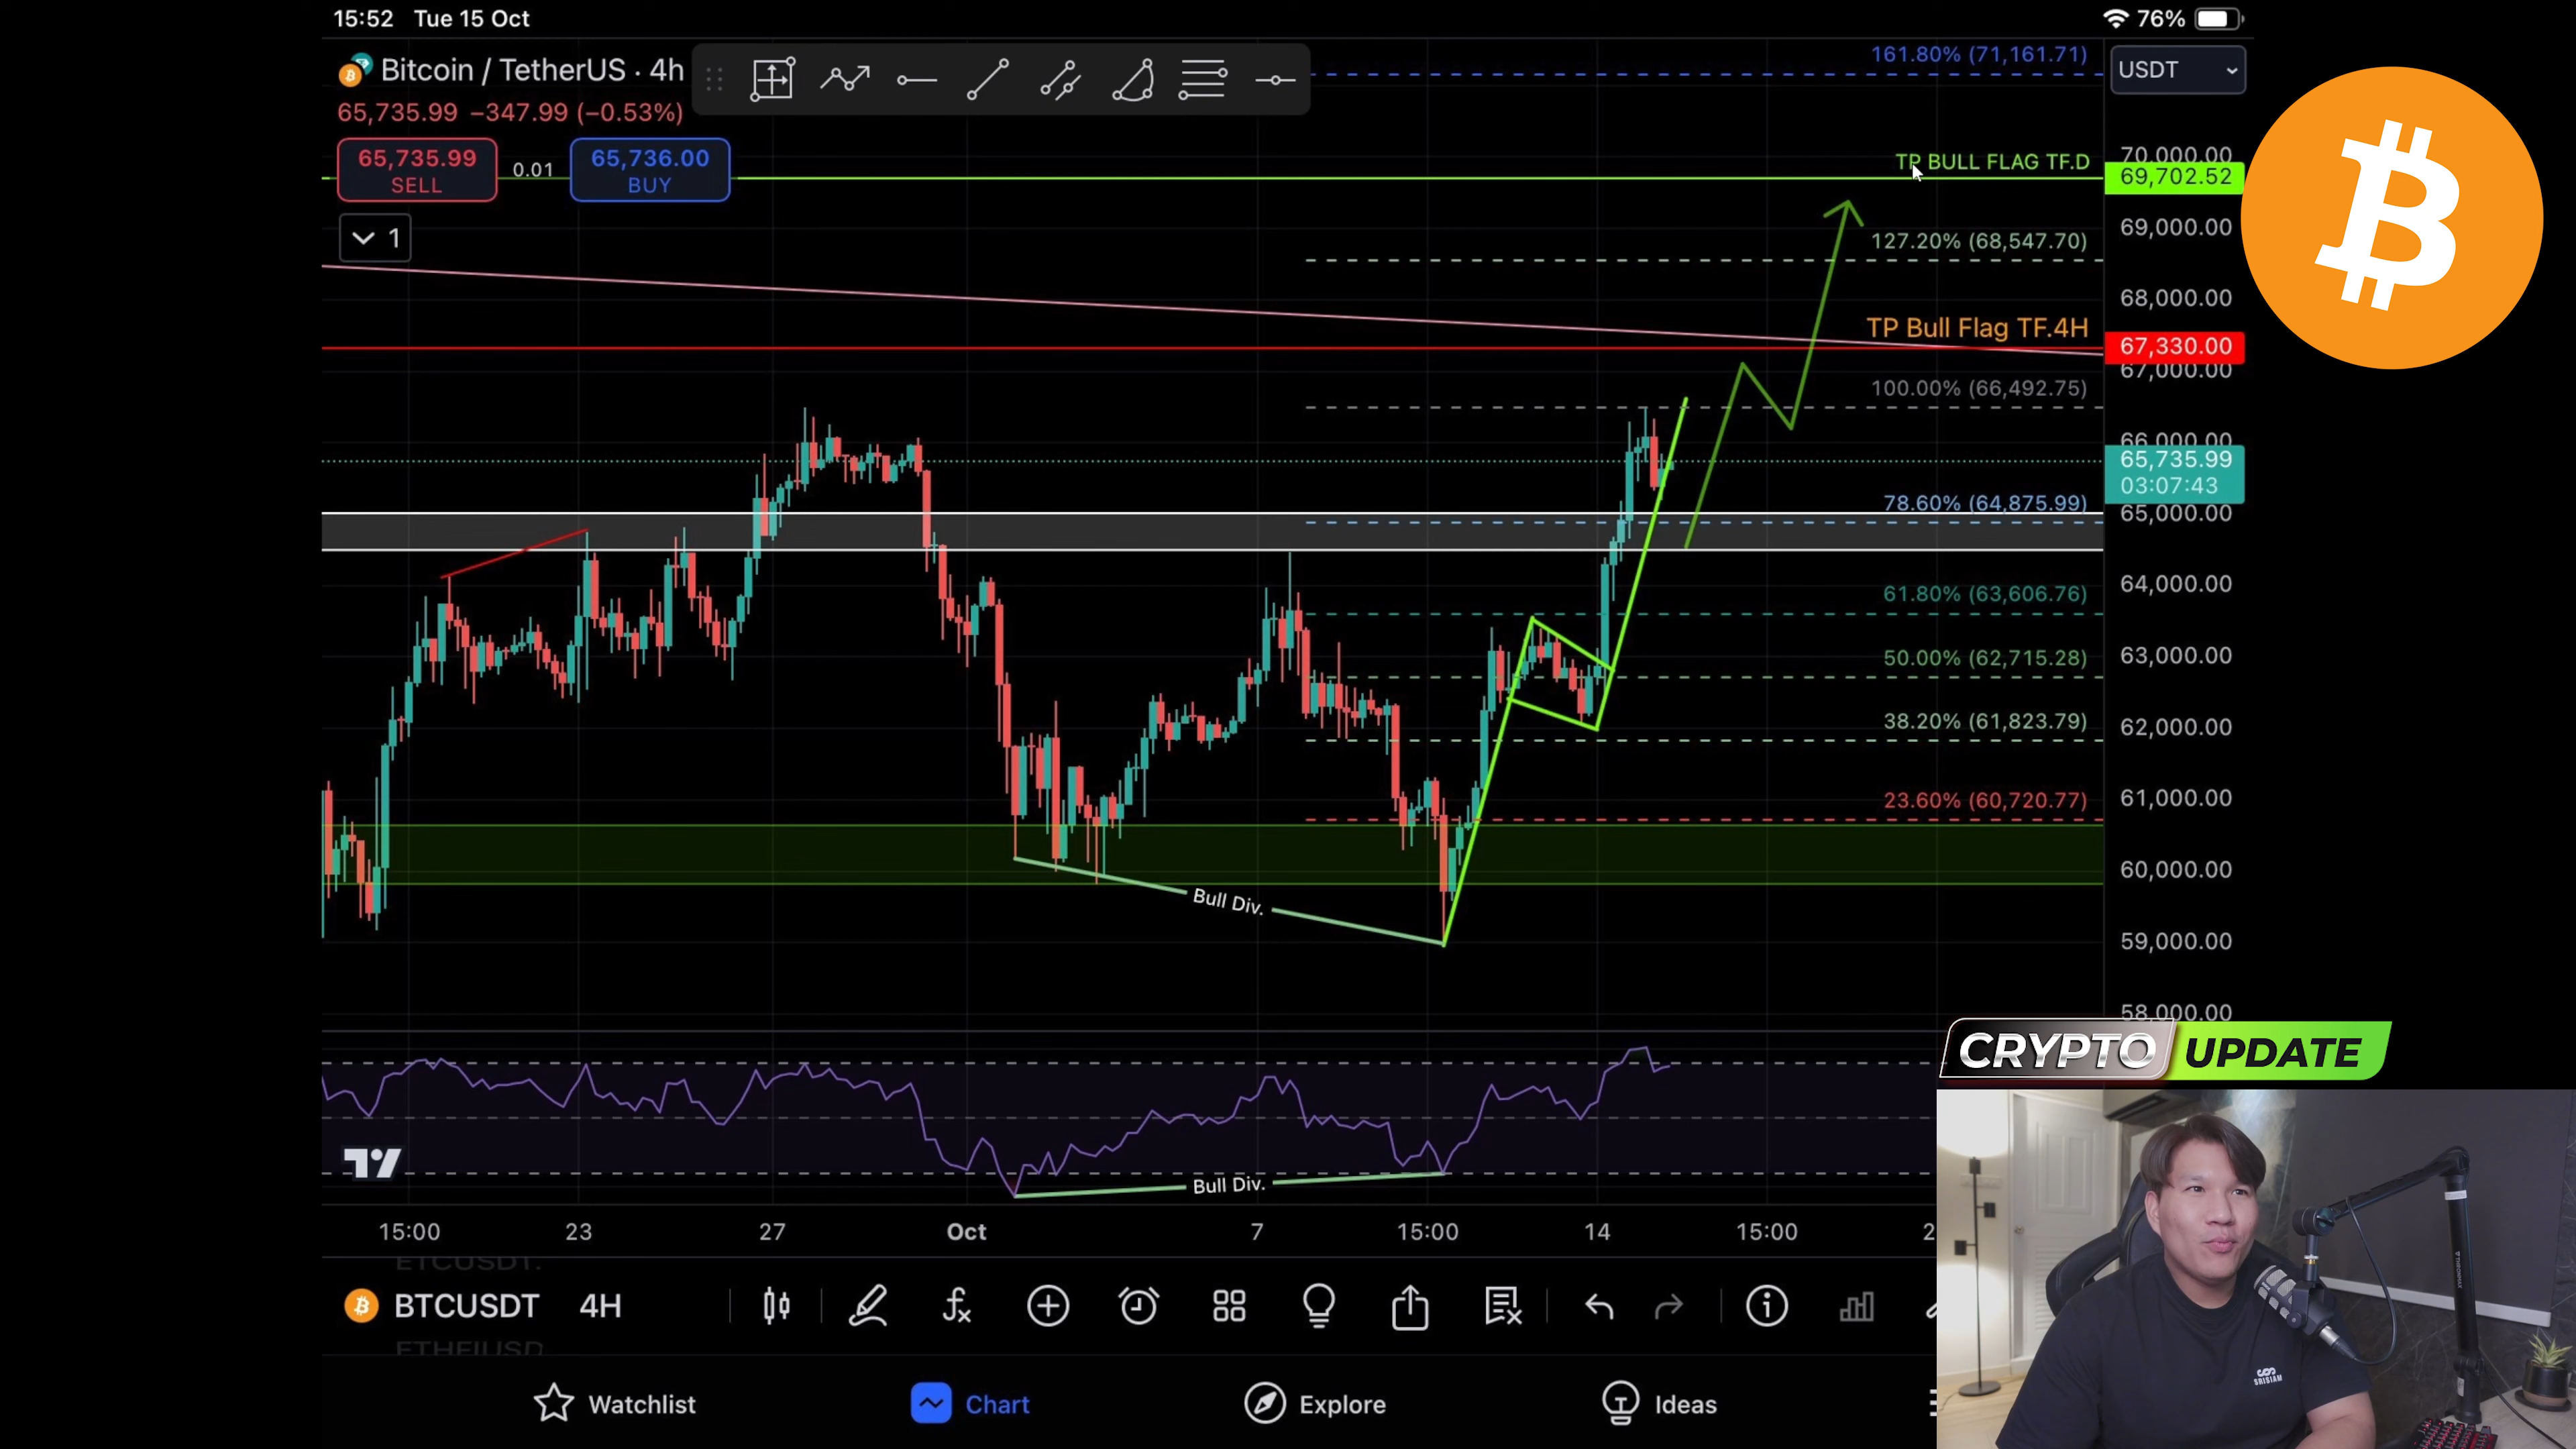 15:52 Tue 15 Oct
76%
Bitcoin / TetherUS · 4h
65,735.99 −347.99 (−0.53%)
65,735.99
SELL
0.01
65,736.00
BUY
1
161.80% (71,161.71)
USDT
TP BULL FLAG TF.D
70,000.00
69,702.52
127.20% (68,547.70)
69,000.00
68,000.00
TP Bull Flag TF.4H
67,330.00
67,000.00
100.00% (66,492.75)
66,000.00
65,735.99
03:07:43
78.60% (64,875.99)
65,000.00
61.80% (63,606.76)
64,000.00
50.00% (62,715.28)
63,000.00
38.20% (61,823.79)
62,000.00
23.60% (60,720.77)
61,000.00
60,000.00
Bull Div.
59,000.00
58,000.00
CRYPTO UPDATE
Bull Div.
15:00 23 27 Oct 7 15:00 14 15:00 2
ETCUSDT.
BTCUSDT 4H
Watchlist Chart Explore Ideas
SRISIAM